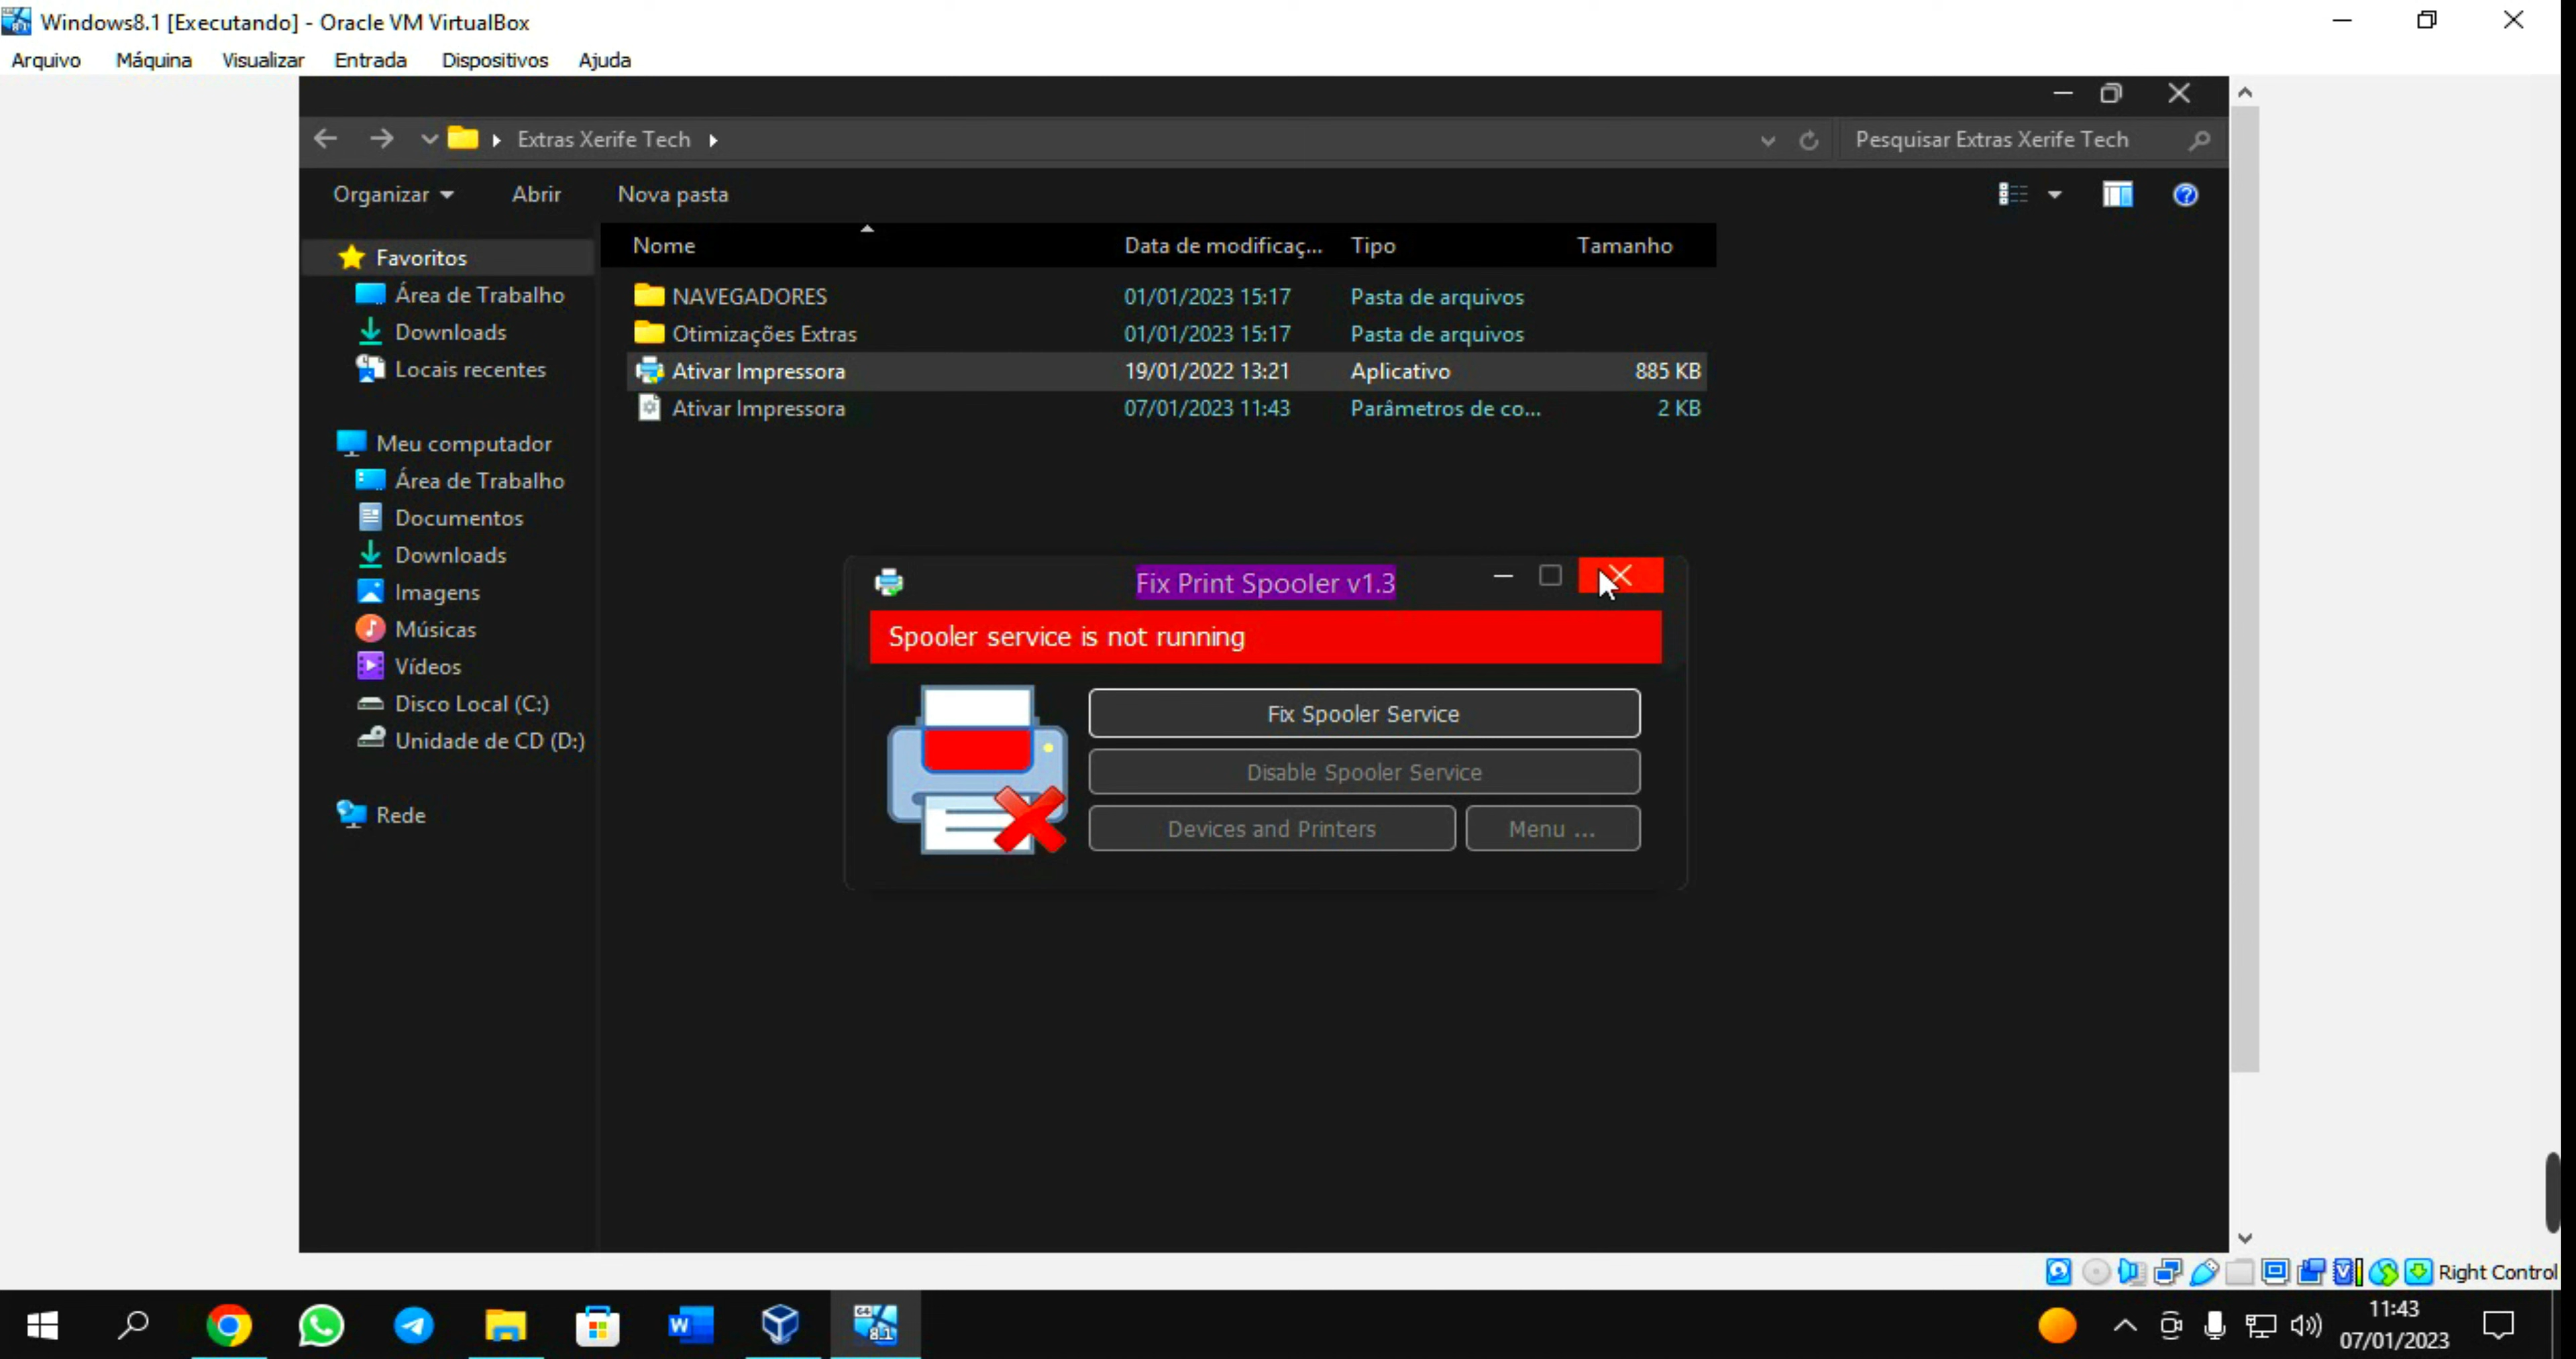 Windows8.1 [Executando] - Oracle VM VirtualBox
Arquivo Máquina Visualizar Entrada Dispositivos Ajuda
Extras Xerife Tech
Pesquisar Extras Xerife Tech
Organizar Abrir Nova pasta
Nome Data de modificaç... Tipo Tamanho
Favoritos
Área de Trabalho
Downloads
Locais recentes
Meu computador
Área de Trabalho
Documentos
Downloads
Imagens
Músicas
Vídeos
Disco Local (C:)
Unidade de CD (D:)
Rede
NAVEGADORES 01/01/2023 15:17 Pasta de arquivos
Otimizações Extras 01/01/2023 15:17 Pasta de arquivos
Ativar Impressora 19/01/2022 13:21 Aplicativo 885 KB
Ativar Impressora 07/01/2023 11:43 Parâmetros de co... 2 KB
Fix Print Spooler v1.3
Spooler service is not running
Fix Spooler Service
Disable Spooler Service
Devices and Printers Menu ...
Right Control
64
8.1
W
11:43
07/01/2023